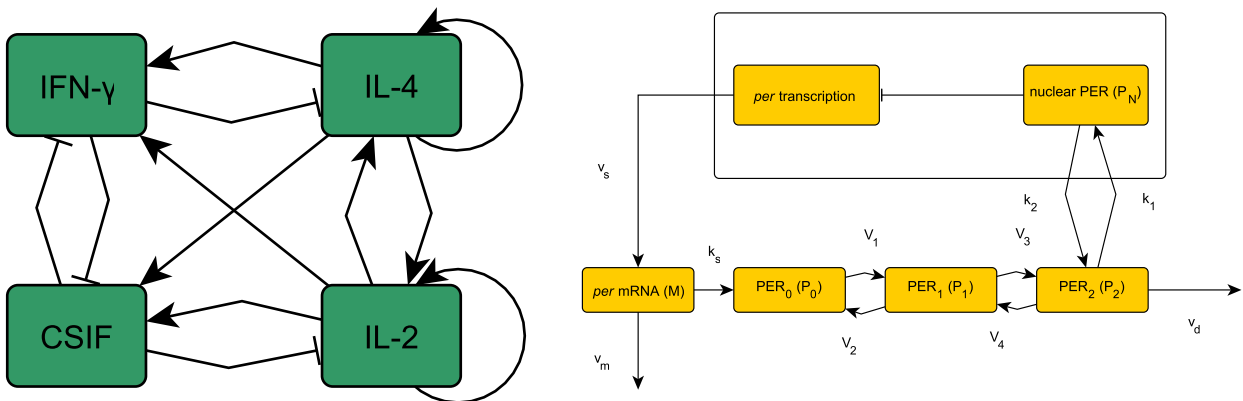 IFN-γ
IL-4
CSIF
IL-2
per transcription
nuclear PER (P_N)
v_s
k_2
k_1
k_s
V_1
V_3
per mRNA (M)
PER_0 (P_0)
PER_1 (P_1)
PER_2 (P_2)
v_m
V_2
V_4
v_d